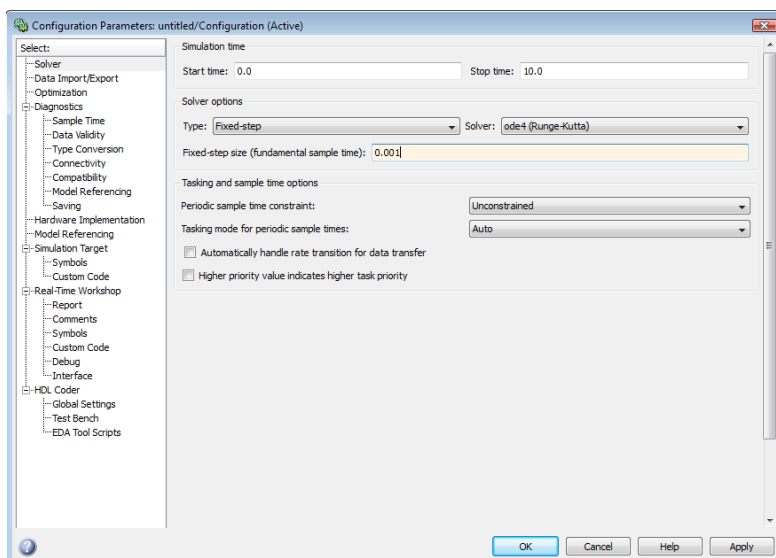 Configuration Parameters: untitled/Configuration (Active)
Select:
Solver
Data Import/Export
Optimization
Diagnostics
Sample Time
Data Validity
Type Conversion
Connectivity
Compatibility
Model Referencing
Saving
Hardware Implementation
Model Referencing
Simulation Target
Symbols
Custom Code
Real-Time Workshop
Report
Comments
Symbols
Custom Code
Debug
Interface
HDL Coder
Global Settings
Test Bench
EDA Tool Scripts
Simulation time
Start time: 0.0 Stop time: 10.0
Solver options
Type: Fixed-step Solver: ode4 (Runge-Kutta)
Fixed-step size (fundamental sample time): 0.001
Tasking and sample time options
Periodic sample time constraint: Unconstrained
Tasking mode for periodic sample times: Auto
Automatically handle rate transition for data transfer
Higher priority value indicates higher task priority
OK Cancel Help Apply